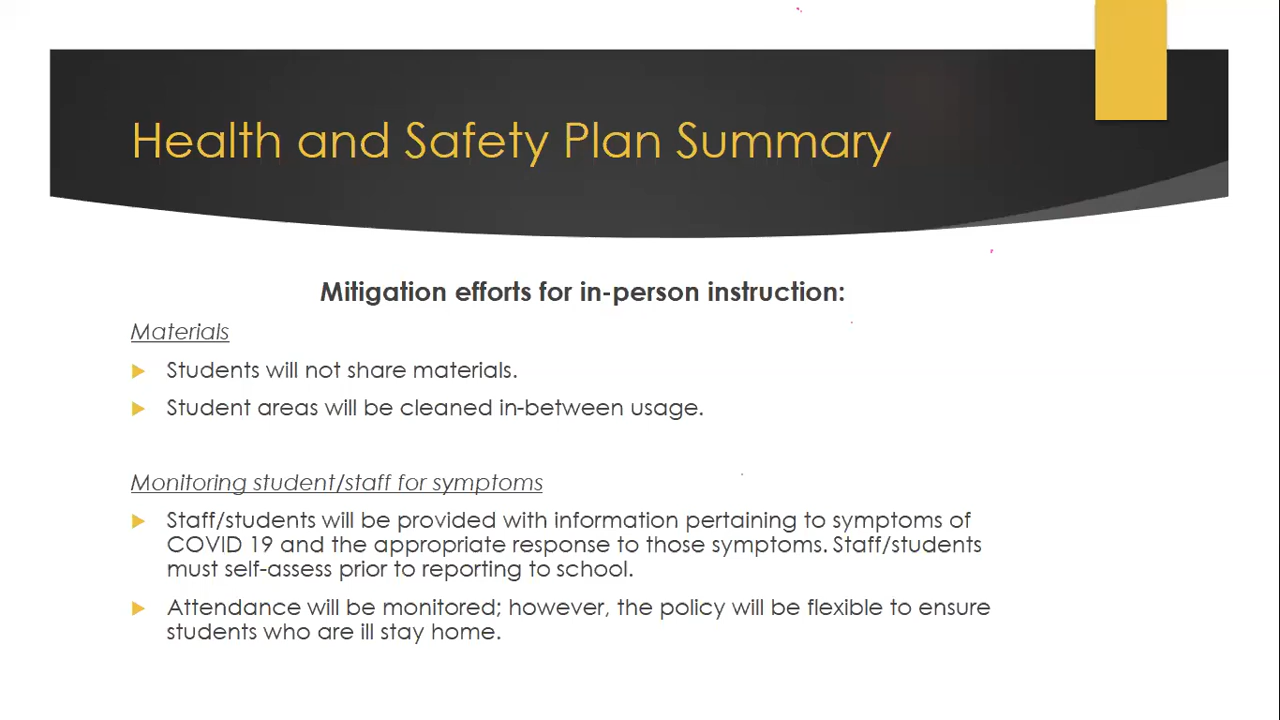 Health and Safety Plan Summary
Mitigation efforts for in-person instruction:
Materials
Students will not share materials.
Student areas will be cleaned in-between usage.
Monitoring student/staff for symptoms
Staff/students will be provided with information pertaining to symptoms of
COVID 19 and the appropriate response to those symptoms. Staff/students
must self-assess prior to reporting to school.
Attendance will be monitored; however, the policy will be flexible to ensure
students who are ill stay home.